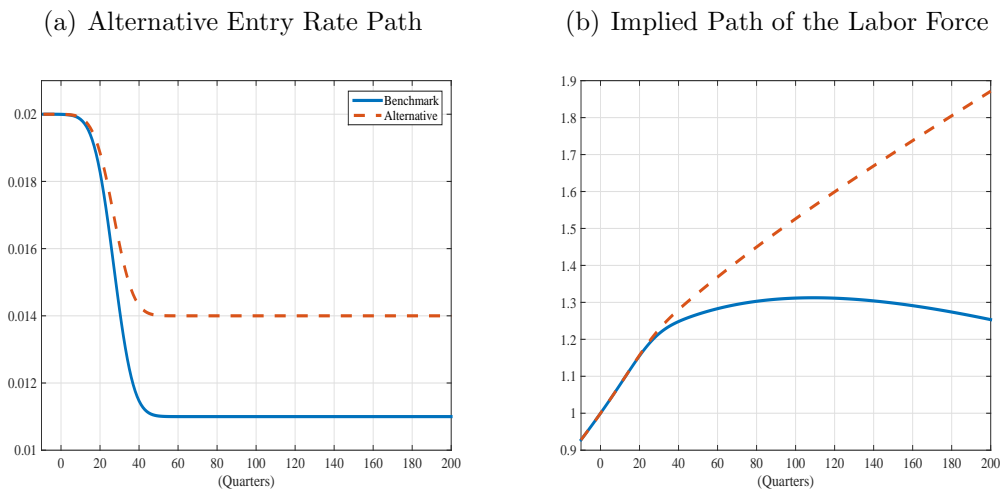 (a) Alternative Entry Rate Path
(b) Implied Path of the Labor Force
0.02
0.018
0.016
0.014
0.012
0.01
0 20 40 60 80 100 120 140 160 180 200
(Quarters)
Benchmark
Alternative
1.9
1.8
1.7
1.6
1.5
1.4
1.3
1.2
1.1
1
0.9
0 20 40 60 80 100 120 140 160 180 200
(Quarters)